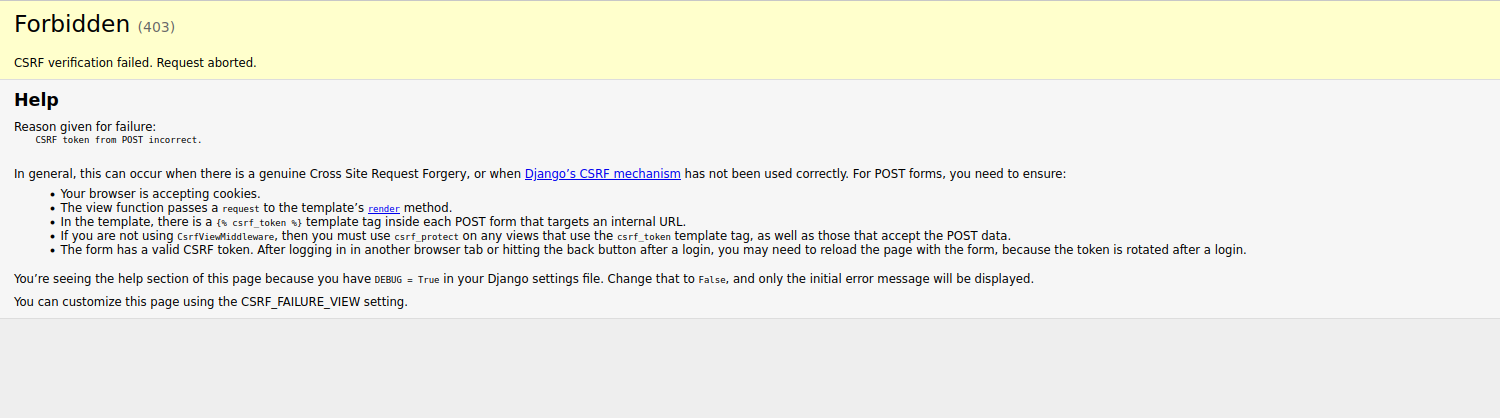 Forbidden (403)
CSRF verification failed. Request aborted.
Help
Reason given for failure:
CSRF token from POST incorrect.
In general, this can occur when there is a genuine Cross Site Request Forgery, or when Django’s CSRF mechanism has not been used correctly. For POST forms, you need to ensure:
• Your browser is accepting cookies.
• The view function passes a request to the template’s render method.
• In the template, there is a {% csrf_token %} template tag inside each POST form that targets an internal URL.
• If you are not using CsrfViewMiddleware, then you must use csrf_protect on any views that use the csrf_token template tag, as well as those that accept the POST data.
• The form has a valid CSRF token. After logging in in another browser tab or hitting the back button after a login, you may need to reload the page with the form, because the token is rotated after a login.
You’re seeing the help section of this page because you have DEBUG = True in your Django settings file. Change that to False, and only the initial error message will be displayed.
You can customize this page using the CSRF_FAILURE_VIEW setting.